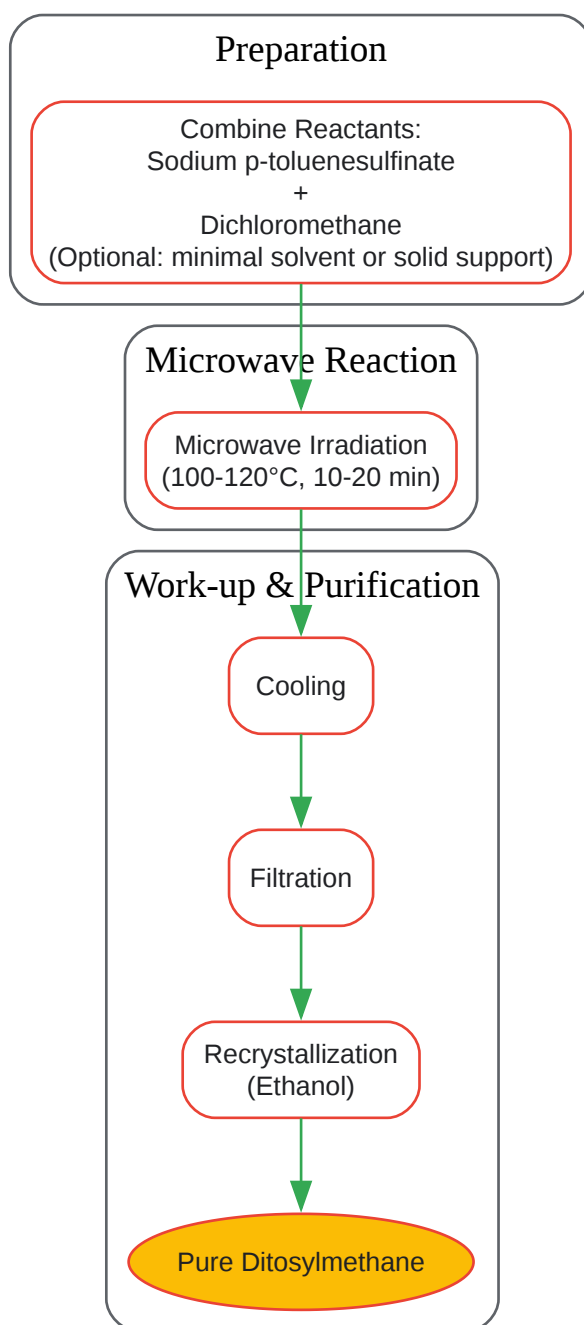 Preparation
Combine Reactants:
Sodium p-toluenesulfinate
+
Dichloromethane
(Optional: minimal solvent or solid support)
Microwave Reaction
Microwave Irradiation
(100-120°C, 10-20 min)
Work-up & Purification
Cooling
Filtration
Recrystallization
(Ethanol)
Pure Ditosylmethane